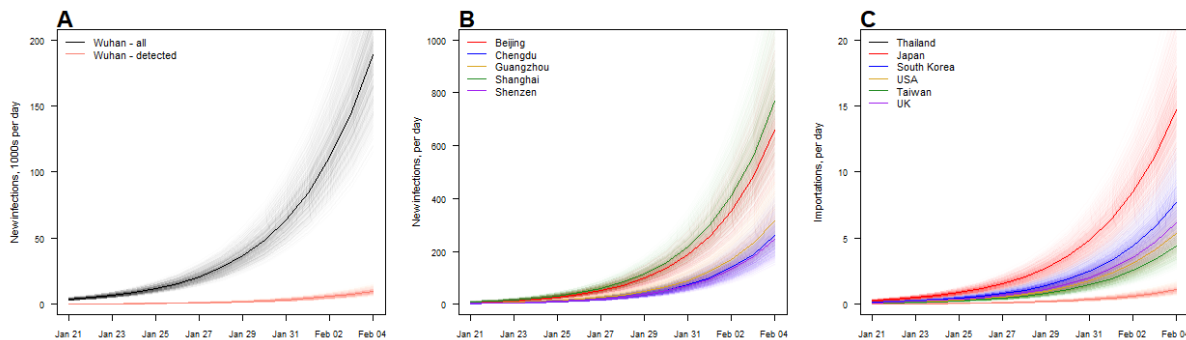 A
New infections, 1000s per day
200
150
100
50
0
Wuhan - all
Wuhan - detected
Jan 21 Jan 23 Jan 25 Jan 27 Jan 29 Jan 31 Feb 02 Feb 04
B
New infections, per day
1000
800
600
400
200
0
Beijing
Chengdu
Guangzhou
Shanghai
Shenzen
Jan 21 Jan 23 Jan 25 Jan 27 Jan 29 Jan 31 Feb 02 Feb 04
C
Importations, per day
20
15
10
5
0
Thailand
Japan
South Korea
USA
Taiwan
UK
Jan 21 Jan 23 Jan 25 Jan 27 Jan 29 Jan 31 Feb 02 Feb 04